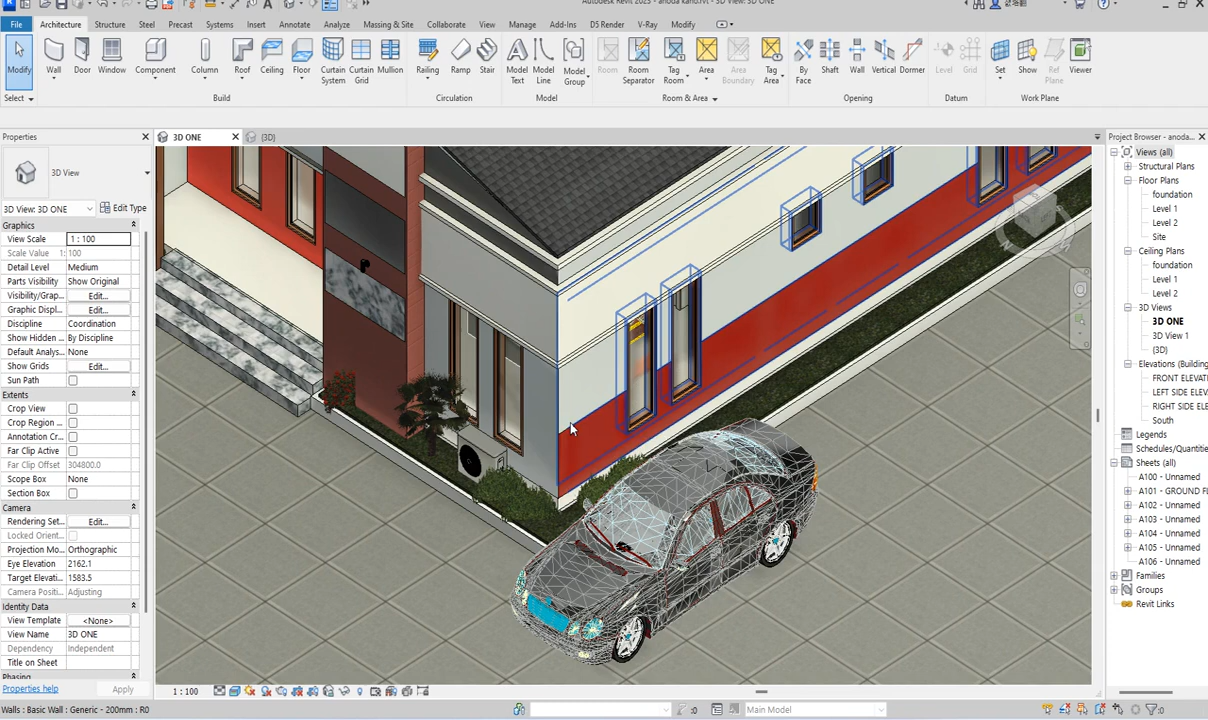 Autodesk Revit 2025 - anoda kano.rvt - 3D View: 3D ONE
File Architecture Structure Steel Precast Systems Insert Annotate Analyze Massing & Site Collaborate View Manage Add-Ins D5 Render V-Ray Modify
Modify Wall Door Window Component Column Roof Ceiling Floor Curtain System Curtain Grid Mullion Railing Ramp Stair Model Text Model Line Model Group Room Room Separator Tag Room Area Area Boundary Tag Area By Face Shaft Wall Vertical Dormer Level Grid Set Show Ref Plane Viewer
Select Build Circulation Model Room & Area Opening Datum Work Plane
Properties
3D ONE
(3D)
Project Browser - anoda...
3D View
3D View: 3D ONE
Edit Type
Graphics
View Scale 1 : 100
Scale Value 1: 100
Detail Level Medium
Parts Visibility Show Original
Visibility/Grap... Edit...
Graphic Displ... Edit...
Discipline Coordination
Show Hidden ... By Discipline
Default Analys... None
Show Grids Edit...
Sun Path
Extents
Crop View
Crop Region ...
Annotation Cr...
Far Clip Active
Far Clip Offset 304800.0
Scope Box None
Section Box
Camera
Rendering Set... Edit...
Locked Orient...
Projection Mo... Orthographic
Eye Elevation 2162.1
Target Elevati... 1583.5
Camera Positi... Adjusting
Identity Data
View Template <None>
View Name 3D ONE
Dependency Independent
Title on Sheet
Phasing
Properties help
Apply
Views (all)
Structural Plans
Floor Plans
foundation
Level 1
Level 2
Site
Ceiling Plans
foundation
Level 1
Level 2
3D Views
3D ONE
3D View 1
(3D)
Elevations (Building
FRONT ELEVAT
LEFT SIDE ELE
RIGHT SIDE ELE
South
Legends
Schedules/Quantitie
Sheets (all)
A100 - Unnamed
A101 - GROUND FL
A102 - Unnamed
A103 - Unnamed
A104 - Unnamed
A105 - Unnamed
A106 - Unnamed
Families
Groups
Revit Links
1 : 100
Walls : Basic Wall : Generic - 200mm : R0
:0
Main Model
:0